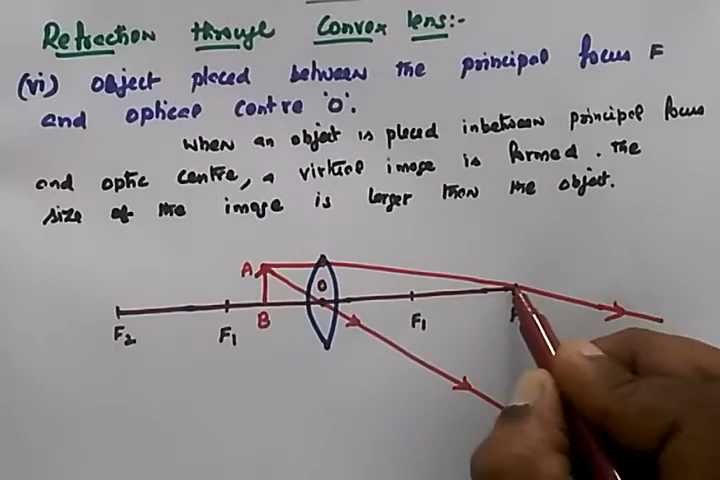 Refraction through Convex lens:-
(vi) Object placed between the principal focus F
and optical centre 'O'.
When an object is placed inbetween principal focus
and optic centre, a virtual image is formed. The
size of the image is larger then the object.
A
O
F2 F1 B F1 F